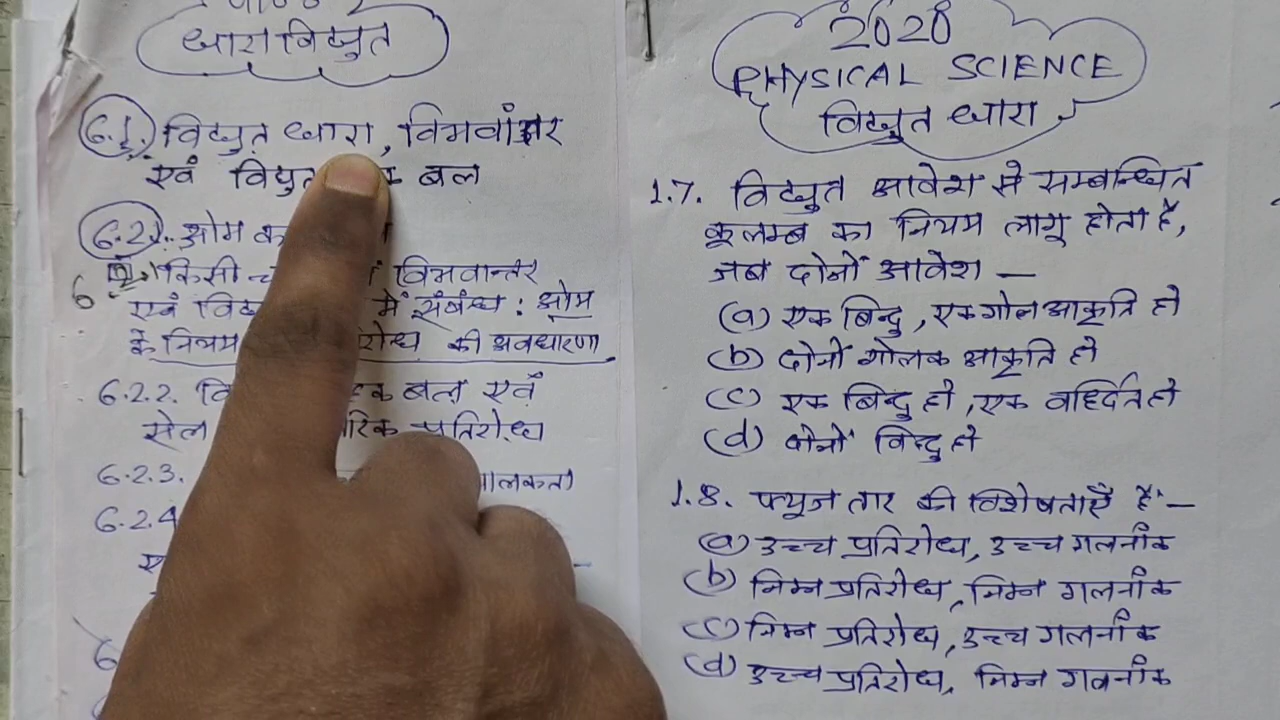 धारा विद्युत
6.1. विद्युत धारा, विभवांतर
एवं विद्युत बल
6.2. ओम
किसी विभवान्तर
एवं में संबंध : ओम
के नियम की अवधारणा
6.2.2. बल एवं
सेल प्रतिरोध
6.2.3.
6.2.4
2020
PHYSICAL SCIENCE
विद्युत धारा
1.7. विद्युत आवेश से सम्बन्धित
कूलम्ब का नियम लागू होता है,
जब दोनों आवेश —
(a) एक बिन्दु, एक गोल आकृति हो
(b) दोनों गोलक आकृति हो
(c) एक बिन्दु हो, एक
(d) दोनों बिन्दु हो
1.8. फ्यूज तार की विशेषताएँ है:-
(a) उच्च प्रतिरोध, उच्च गलनांक
(b) निम्न प्रतिरोध, निम्न गलनांक
(c) निम्न प्रतिरोध, उच्च गलनांक
(d) उच्च प्रतिरोध, निम्न गलनांक